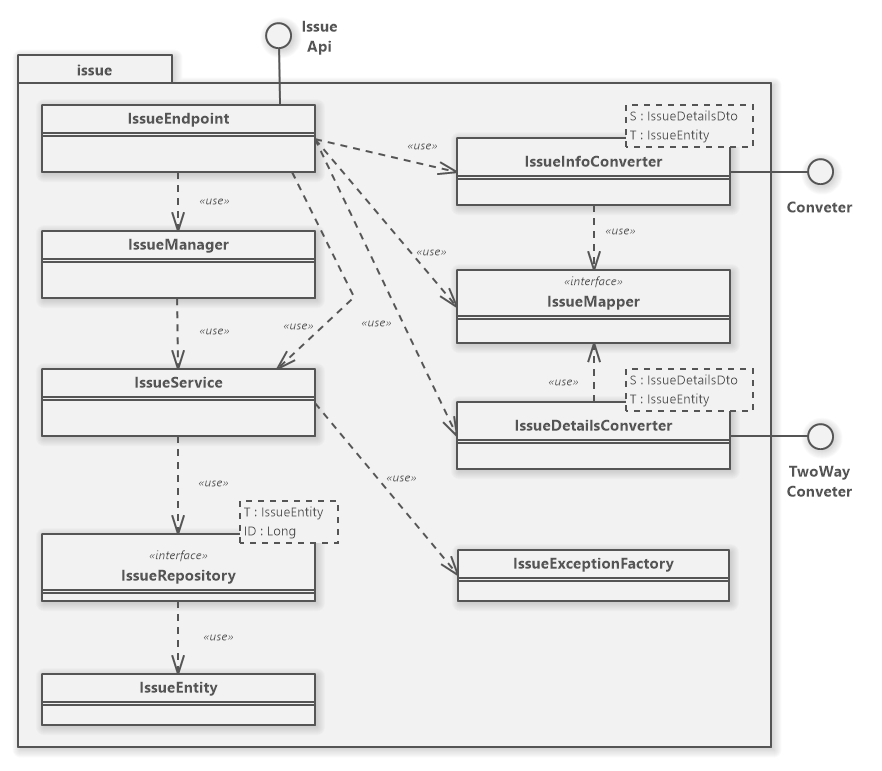 Issue
Api
issue
IssueEndpoint
S : IssueDetailsDto
T : IssueEntity
«use»
IssueInfoConverter
«use»
Conveter
«use»
IssueManager
«use»
«interface»
IssueMapper
«use»
«use»
«use»
IssueService
«use»
S : IssueDetailsDto
T : IssueEntity
IssueDetailsConverter
TwoWay
Conveter
«use»
«use»
T : IssueEntity
ID : Long
«interface»
IssueRepository
IssueExceptionFactory
«use»
IssueEntity